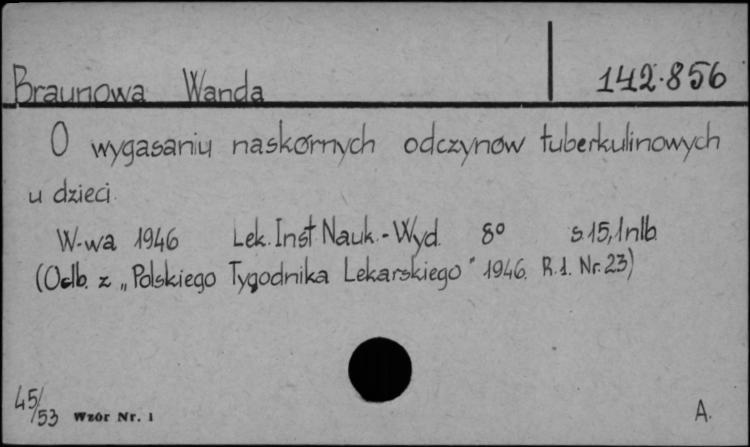 Braunowa Wanda 142.856
O wygasaniu naskórnych odczynów tuberkulinowych
u dzieci.
W-wa 1946 Lek. Inst Nauk.-Wyd. 8° s. 15, 1 nlb.
(Odb. z „Polskiego Tygodnika Lekarskiego" 1946. R.1. Nr. 23)
45/53 Wzór Nr. 1 A.